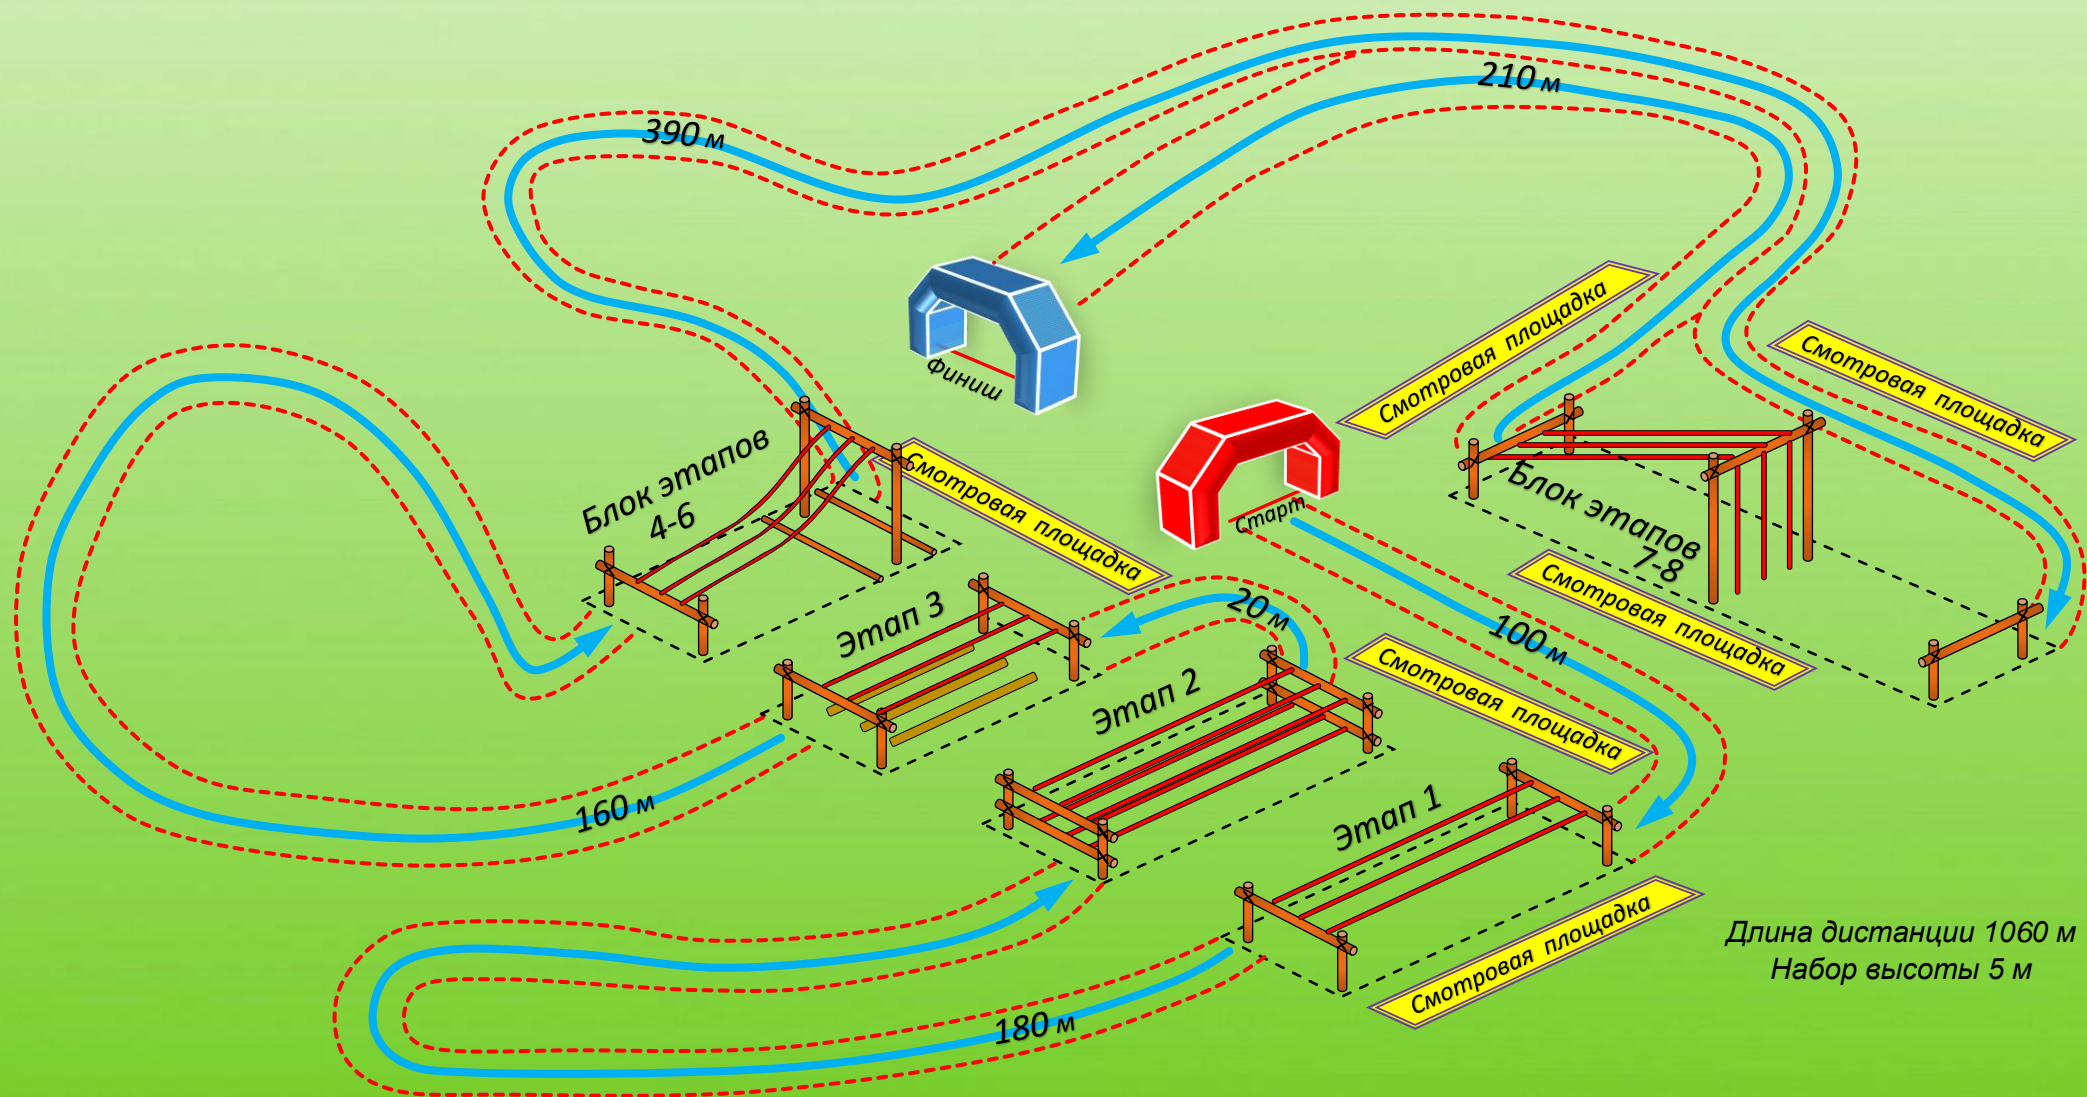 210 м
390 м
Смотровая площадка
Смотровая площадка
Финиш
Блок этапов
4-6
Смотровая площадка
Старт
Блок этапов
7-8
Смотровая площадка
Этап 3
20 м
100 м
Этап 2
Смотровая площадка
160 м
Этап 1
Смотровая площадка
Длина дистанции 1060 м
Набор высоты 5 м
180 м